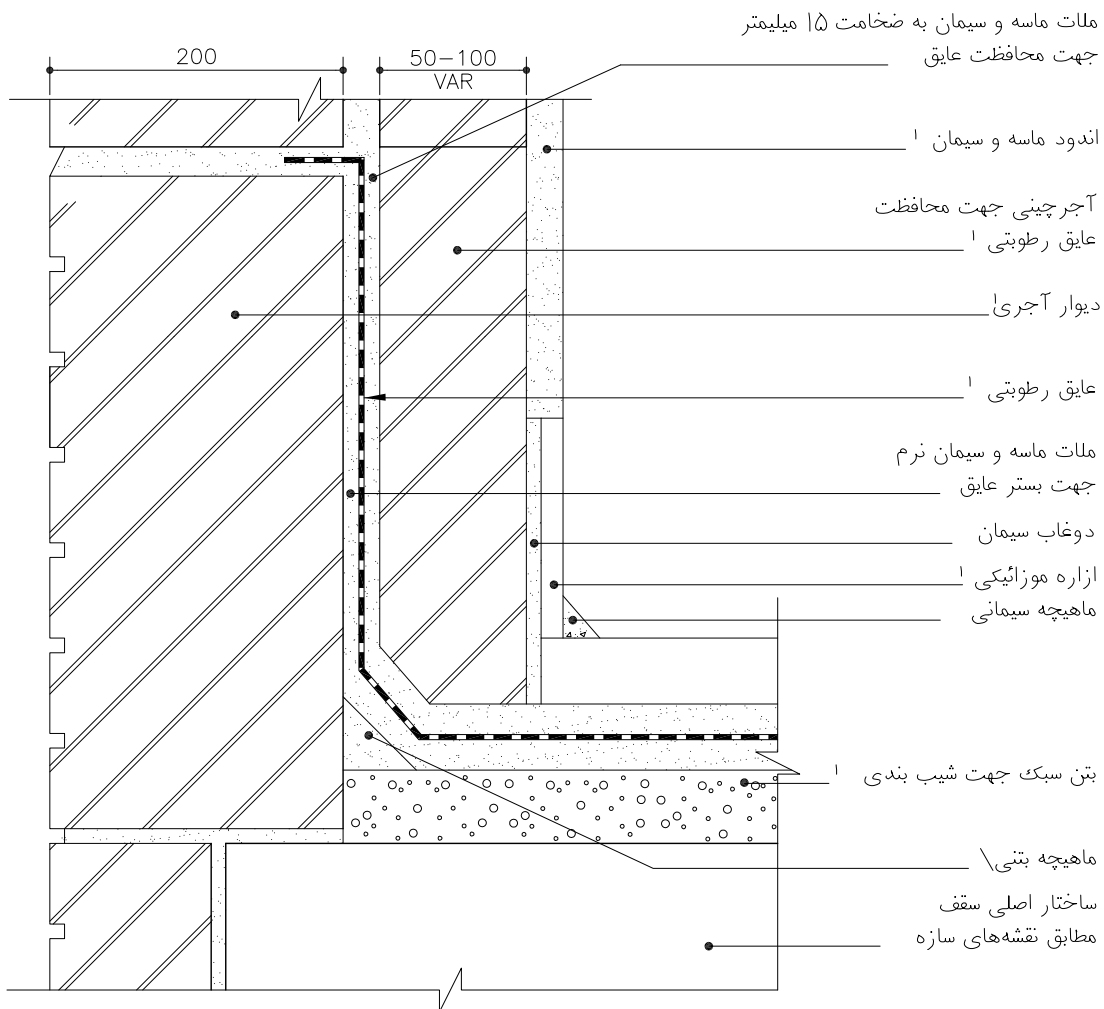 ملات ماسه و سیمان به ضخامت ۱۵ میلیمتر
جهت محافظت عایق
200
50-100
VAR
اندود ماسه و سیمان ۱
آجرچینی جهت محافظت
عایق رطوبتی ۱
دیوار آجری۱
عایق رطوبتی ۱
ملات ماسه و سیمان نرم
جهت بستر عایق
دوغاب سیمان
ازاره موزائیکی ۱
ماهیچه سیمانی
بتن سبک جهت شیب بندی ۱
ماهیچه بتنی\
ساختار اصلی سقف
مطابق نقشه‌های سازه